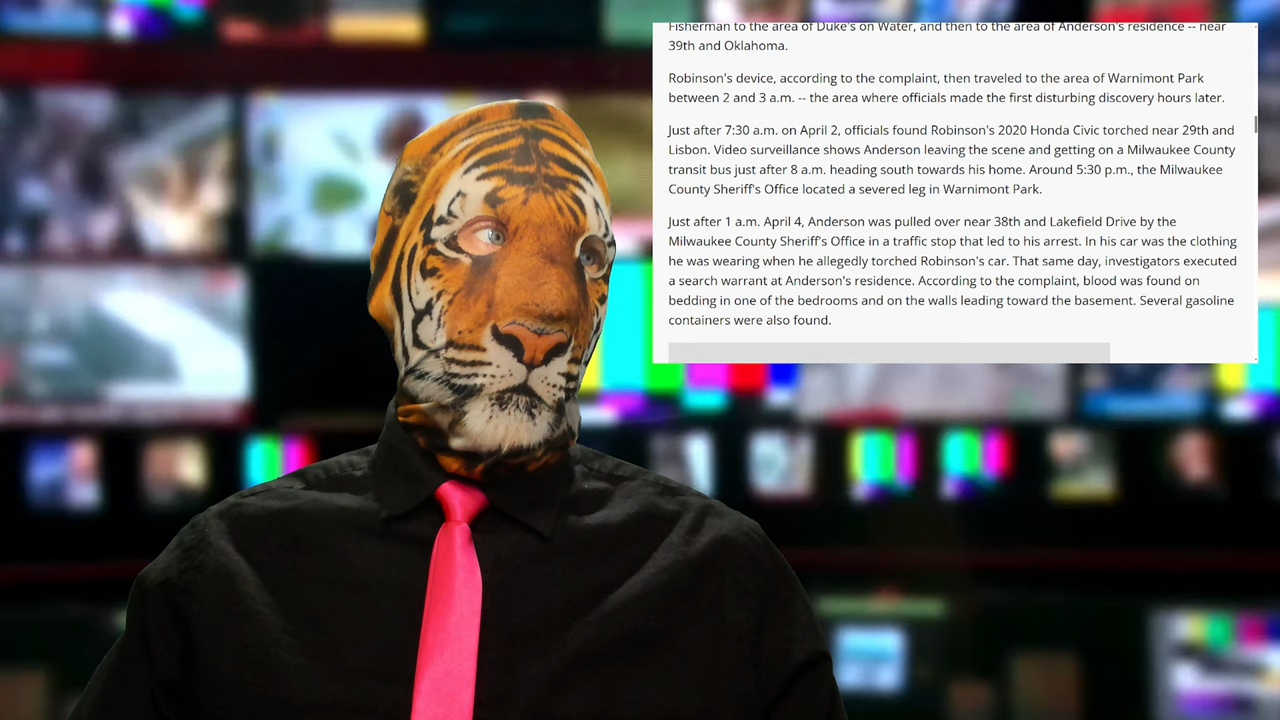 Fisherman to the area of Duke's on Water, and then to the area of Anderson's residence -- near
39th and Oklahoma.
Robinson's device, according to the complaint, then traveled to the area of Warnimont Park
between 2 and 3 a.m. -- the area where officials made the first disturbing discovery hours later.
Just after 7:30 a.m. on April 2, officials found Robinson's 2020 Honda Civic torched near 29th and
Lisbon. Video surveillance shows Anderson leaving the scene and getting on a Milwaukee County
transit bus just after 8 a.m. heading south towards his home. Around 5:30 p.m., the Milwaukee
County Sheriff's Office located a severed leg in Warnimont Park.
Just after 1 a.m. April 4, Anderson was pulled over near 38th and Lakefield Drive by the
Milwaukee County Sheriff's Office in a traffic stop that led to his arrest. In his car was the clothing
he was wearing when he allegedly torched Robinson's car. That same day, investigators executed
a search warrant at Anderson's residence. According to the complaint, blood was found on
bedding in one of the bedrooms and on the walls leading toward the basement. Several gasoline
containers were also found.